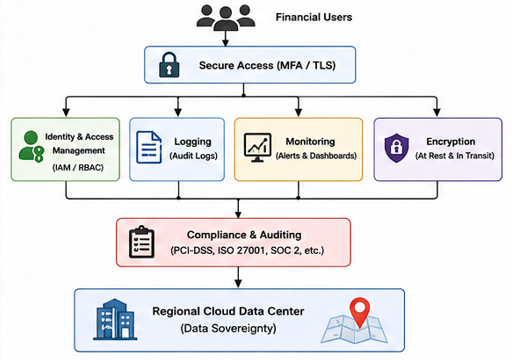 Financial Users
Secure Access (MFA / TLS)
Identity & Access
Management
(IAM / RBAC)
Logging
(Audit Logs)
Monitoring
(Alerts & Dashboards)
Encryption
(At Rest & In Transit)
Compliance & Auditing
(PCI-DSS, ISO 27001, SOC 2, etc.)
Regional Cloud Data Center
(Data Sovereignty)